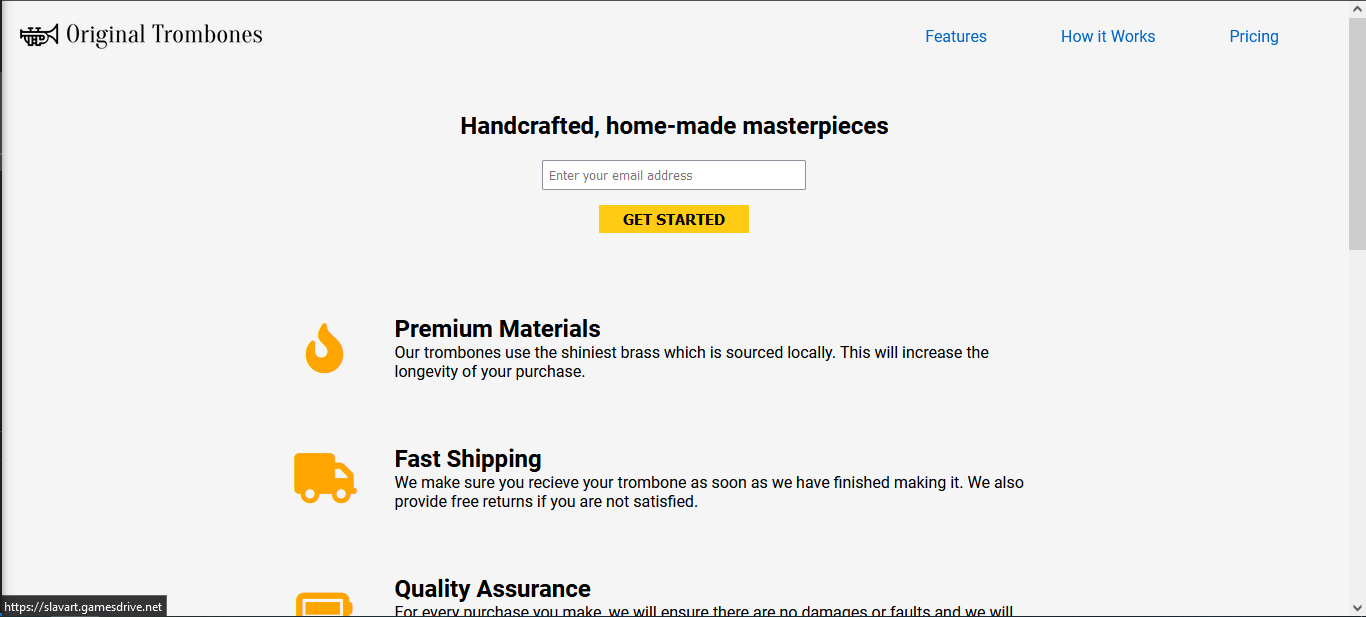 Original Trombones
Features
How it Works
Pricing
Handcrafted, home-made masterpieces
Enter your email address
GET STARTED
Premium Materials
Our trombones use the shiniest brass which is sourced locally. This will increase the
longevity of your purchase.
Fast Shipping
We make sure you recieve your trombone as soon as we have finished making it. We also
provide free returns if you are not satisfied.
Quality Assurance
For every purchase you make, we will ensure there are no damages or faults and we will
https://slavart.gamesdrive.net